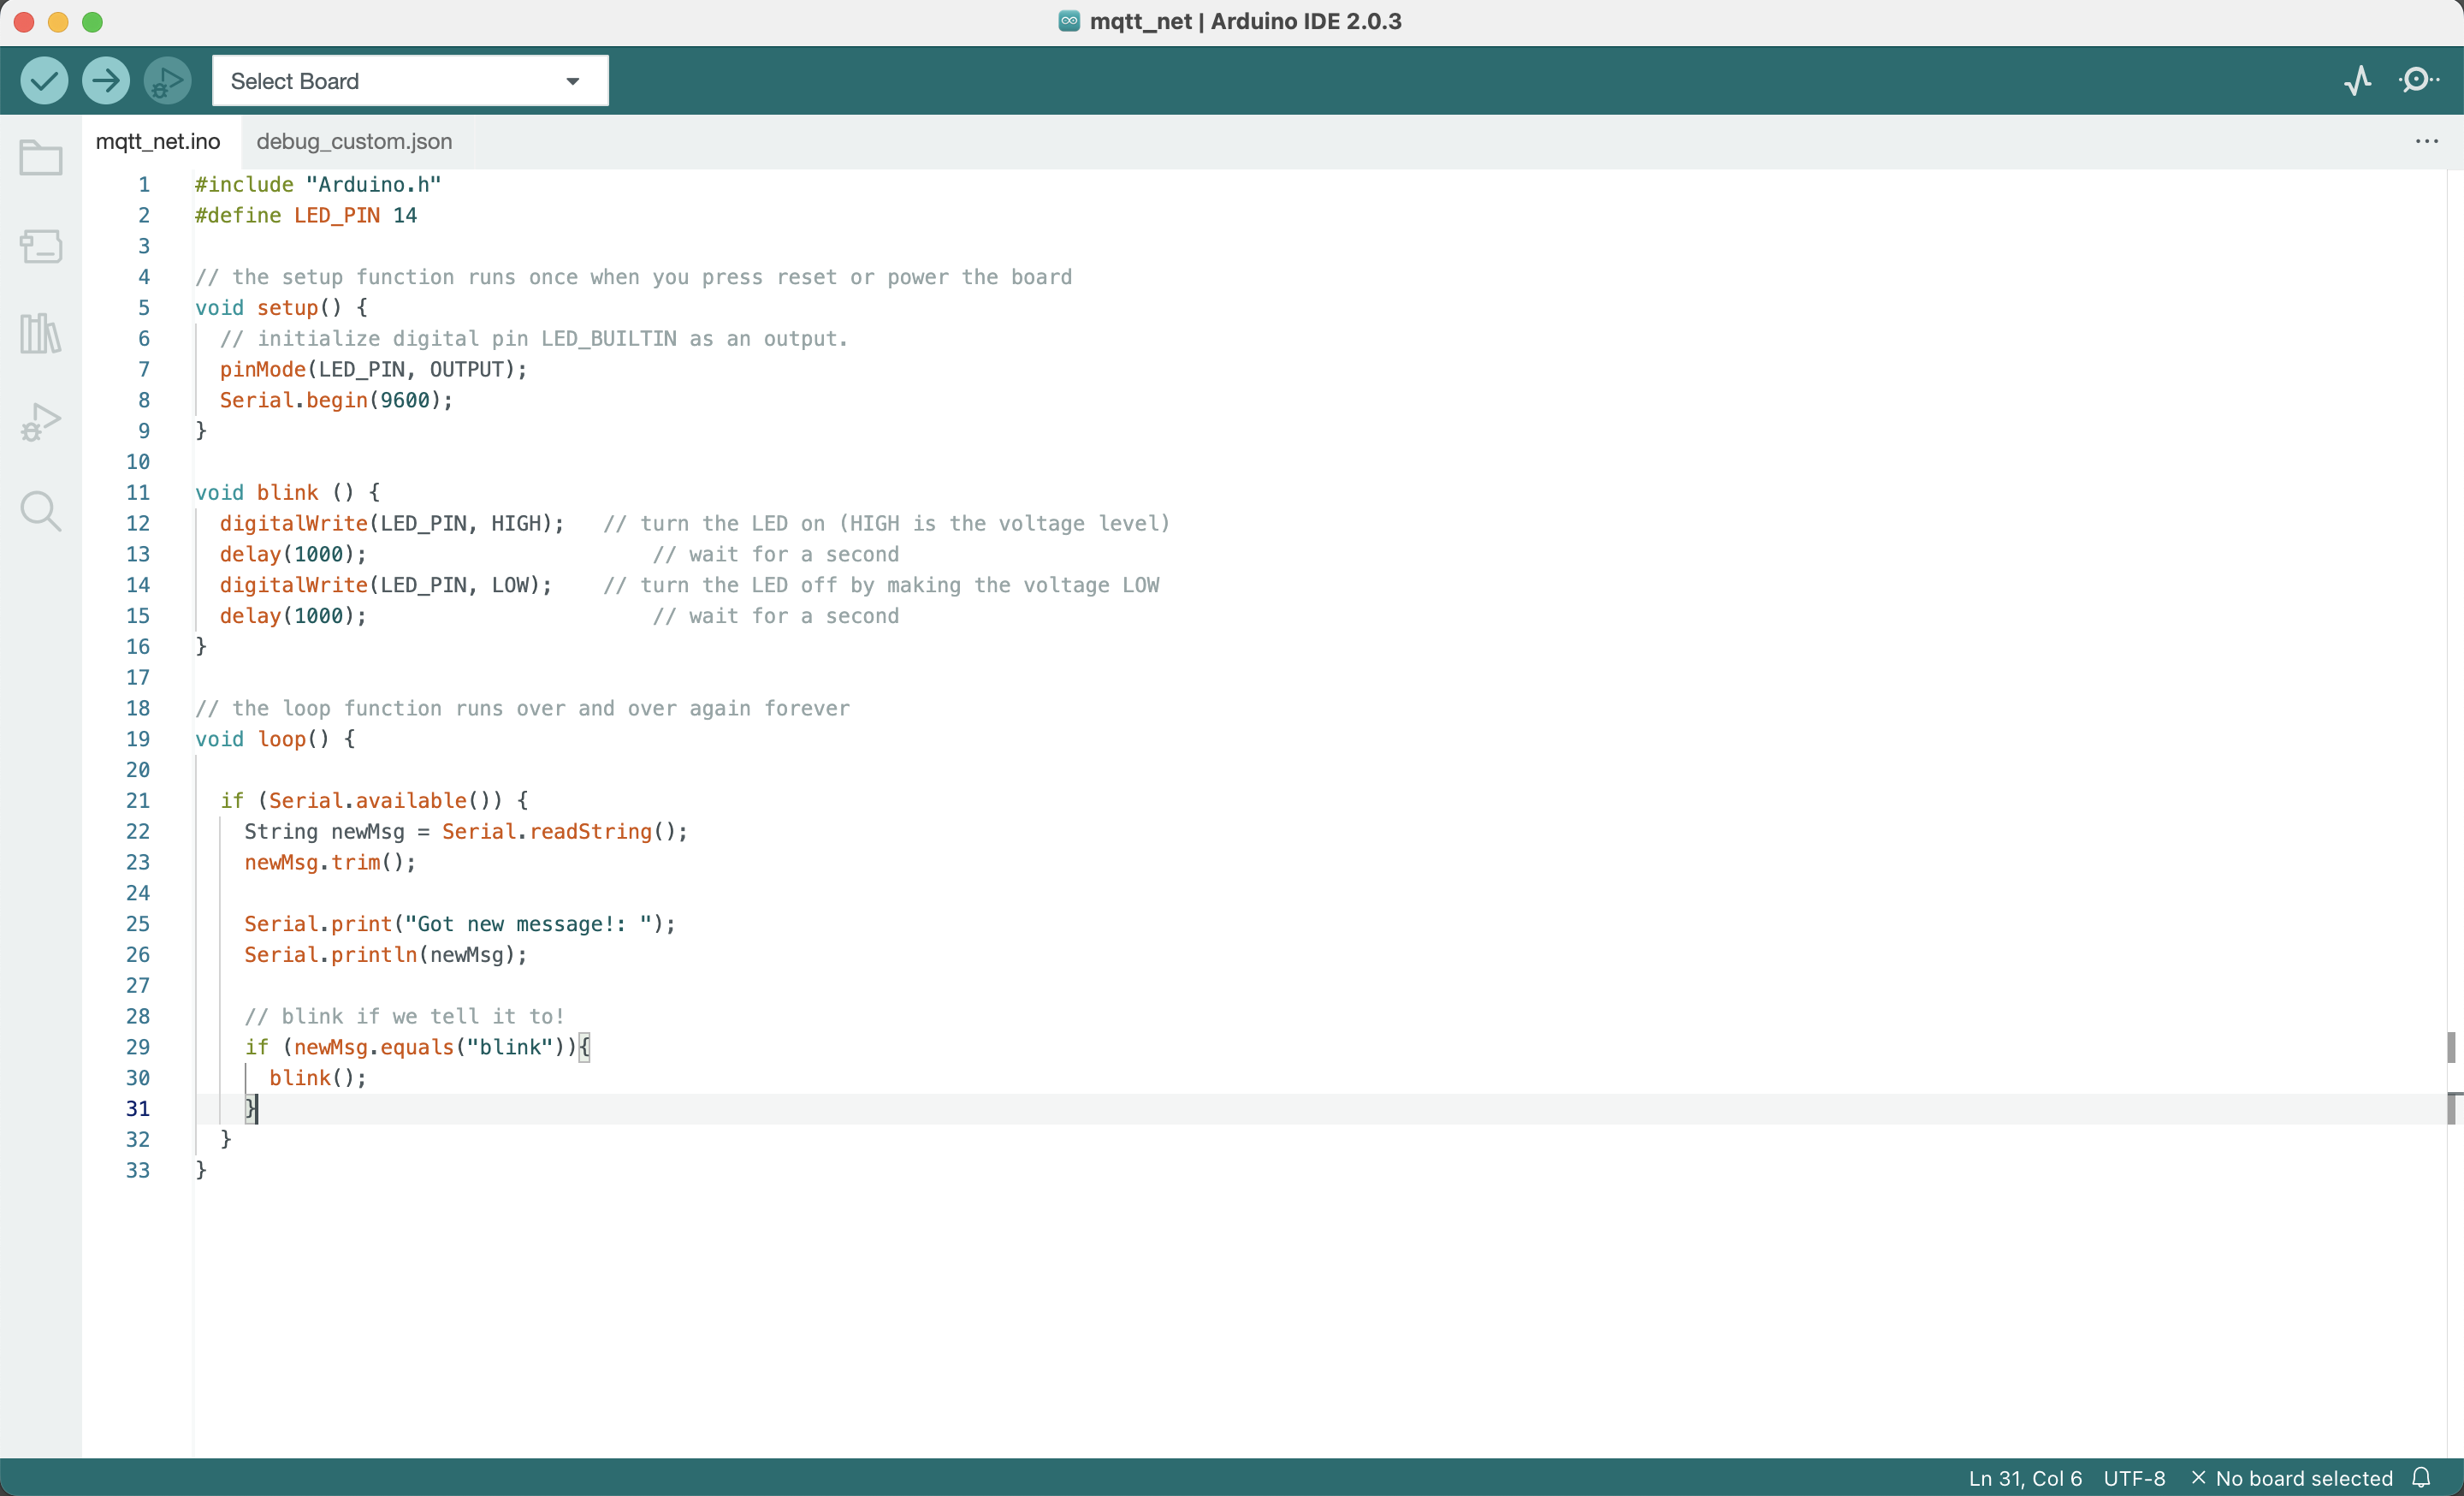 mqtt_net | Arduino IDE 2.0.3
Select Board
mqtt_net.ino debug_custom.json
1 #include "Arduino.h"
2 #define LED_PIN 14
3
4 // the setup function runs once when you press reset or power the board
5 void setup() {
6 // initialize digital pin LED_BUILTIN as an output.
7 pinMode(LED_PIN, OUTPUT);
8 Serial.begin(9600);
9 }
10
11 void blink () {
12 digitalWrite(LED_PIN, HIGH); // turn the LED on (HIGH is the voltage level)
13 delay(1000); // wait for a second
14 digitalWrite(LED_PIN, LOW); // turn the LED off by making the voltage LOW
15 delay(1000); // wait for a second
16 }
17
18 // the loop function runs over and over again forever
19 void loop() {
20
21 if (Serial.available()) {
22 String newMsg = Serial.readString();
23 newMsg.trim();
24
25 Serial.print("Got new message!: ");
26 Serial.println(newMsg);
27
28 // blink if we tell it to!
29 if (newMsg.equals("blink")){
30 blink();
31 }
32 }
33 }
Ln 31, Col 6 UTF-8 × No board selected